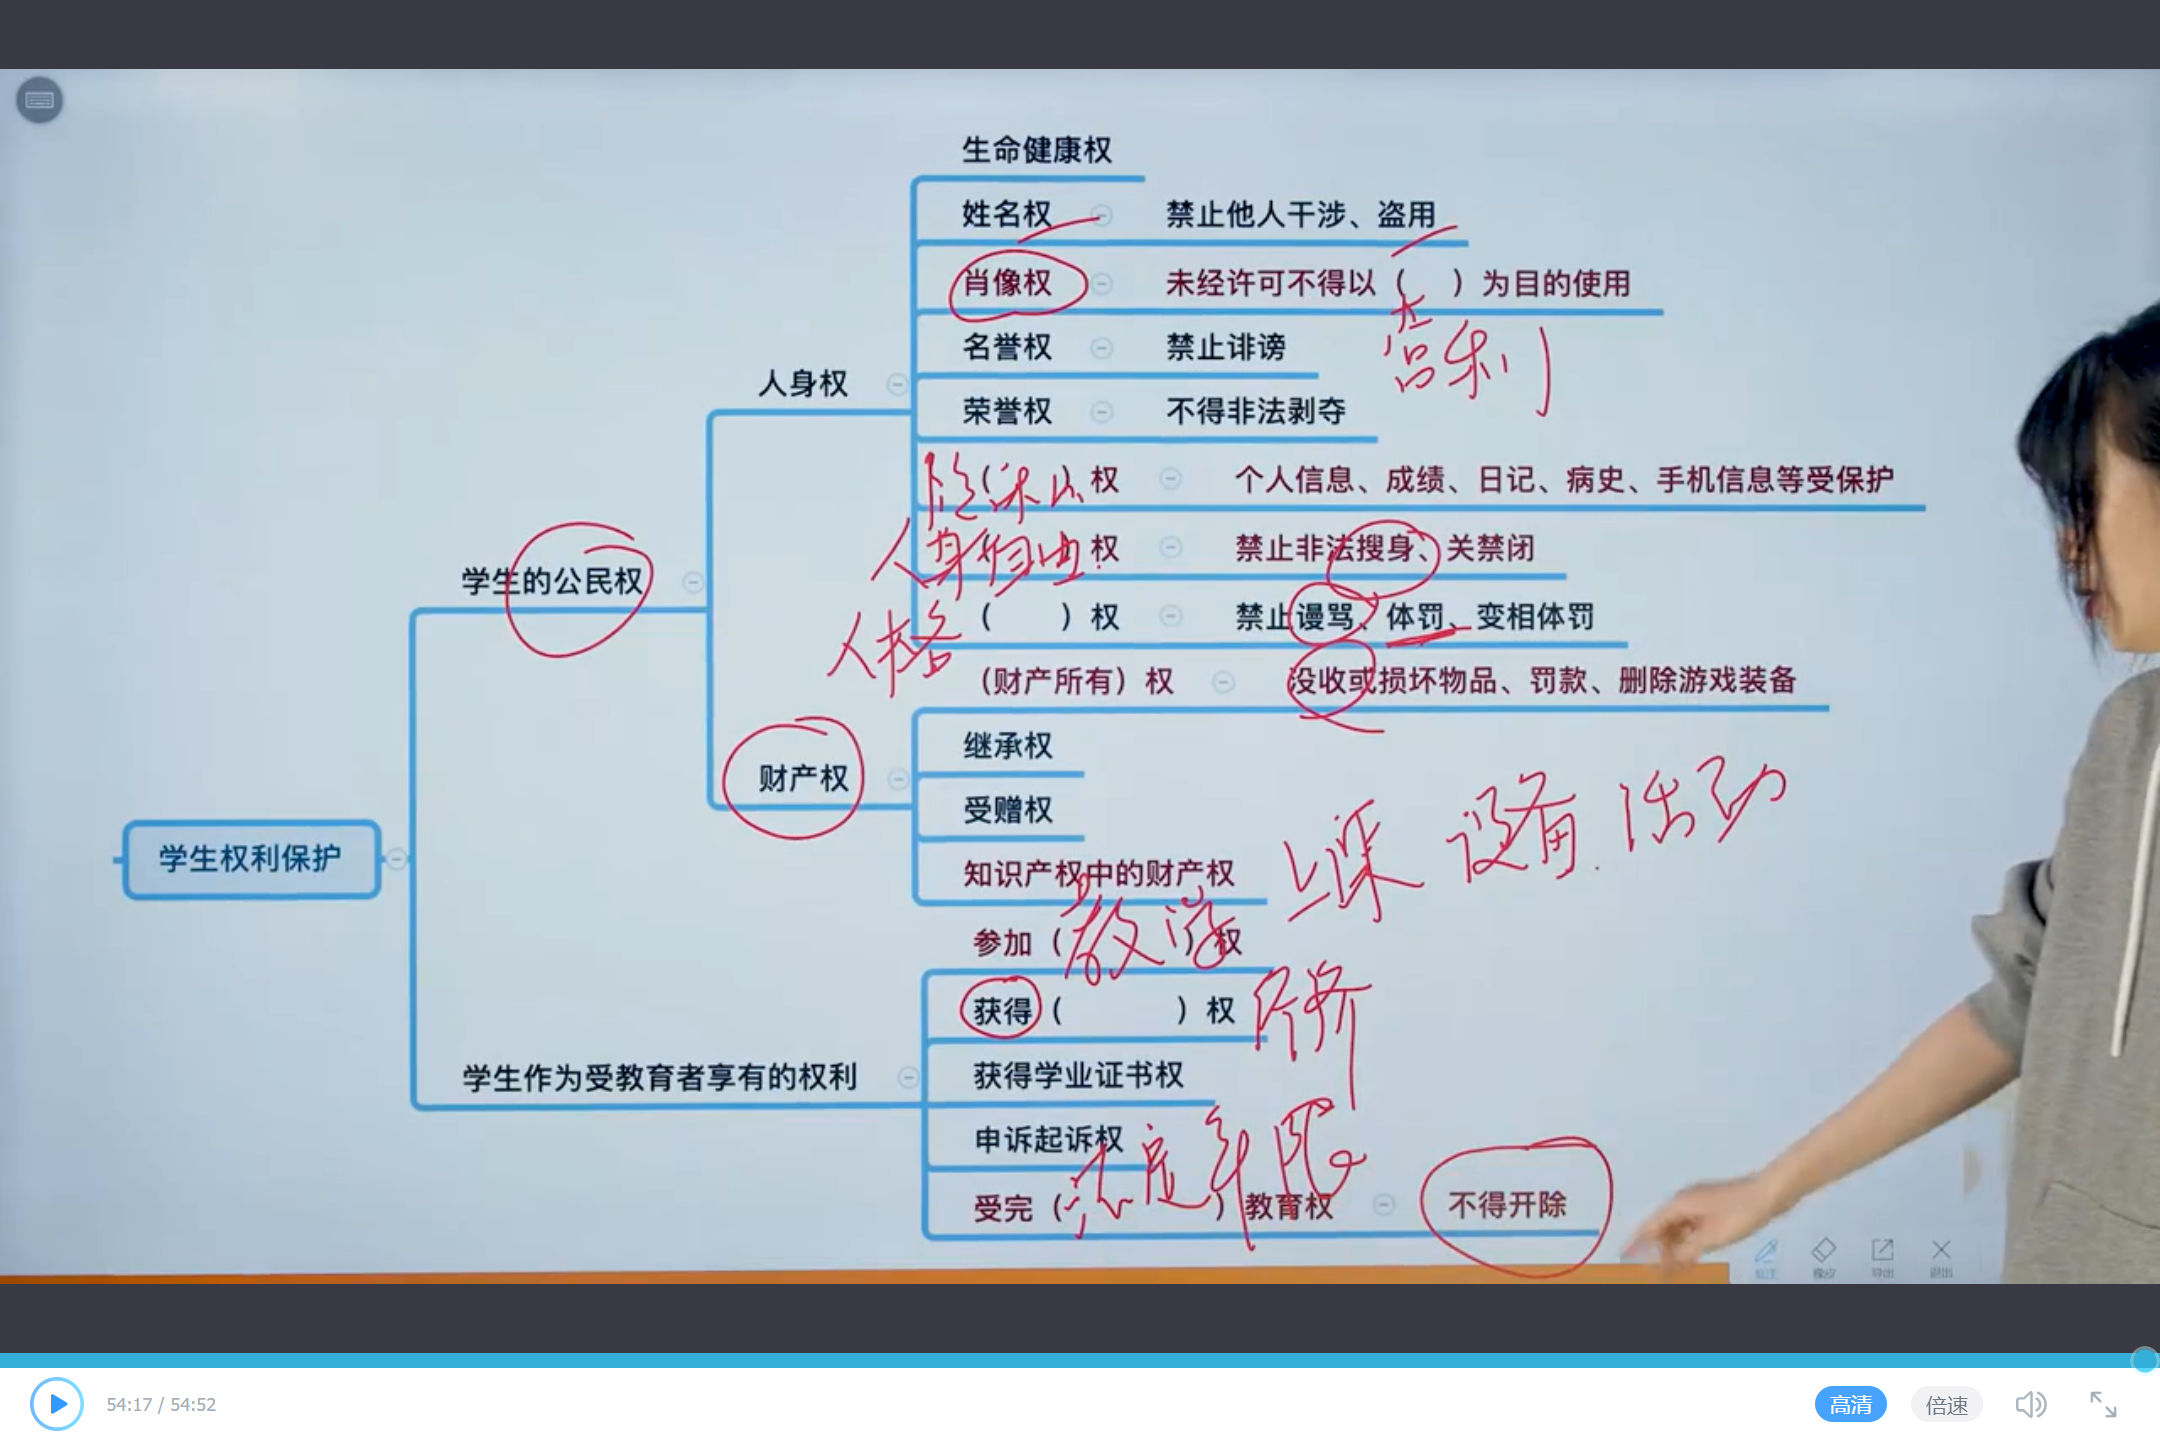 生命健康权
姓名权 禁止他人干涉、盗用
肖像权 未经许可不得以（ ）为目的使用
营利
名誉权 禁止诽谤
人身权
荣誉权 不得非法剥夺
（隐私）权 个人信息、成绩、日记、病史、手机信息等受保护
（人身自由）权 禁止非法搜身、关禁闭
学生的公民权
人格（ ）权 禁止谩骂、体罚、变相体罚
（财产所有）权 没收或损坏物品、罚款、删除游戏装备
继承权
财产权
受赠权
上课 设备 活动
学生权利保护
知识产权中的财产权
参加（教学）权
获得（ ）权 评价
学生作为受教育者享有的权利
获得学业证书权
申诉起诉权
受完（法定年限）教育权 不得开除
批注 橡皮 导出 退出
54:17 / 54:52 高清 倍速